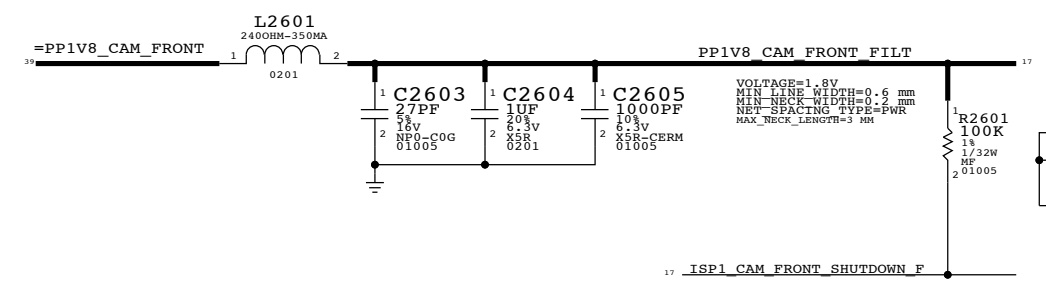 L2601
240OHM-350MA
=PP1V8_CAM_FRONT
39
1
2
0201
PP1V8_CAM_FRONT_FILT
17
VOLTAGE=1.8V
MIN_LINE_WIDTH=0.6 mm
MIN_NECK_WIDTH=0.2 mm
NET_SPACING_TYPE=PWR
MAX_NECK_LENGTH=3 MM
1
C2603
27PF
5%
16V
NP0-C0G
01005
2
1
C2604
1UF
20%
6.3V
X5R
0201
2
1
C2605
1000PF
10%
6.3V
X5R-CERM
01005
2
1
R2601
100K
1%
1/32W
MF
01005
2
17
ISP1_CAM_FRONT_SHUTDOWN_F